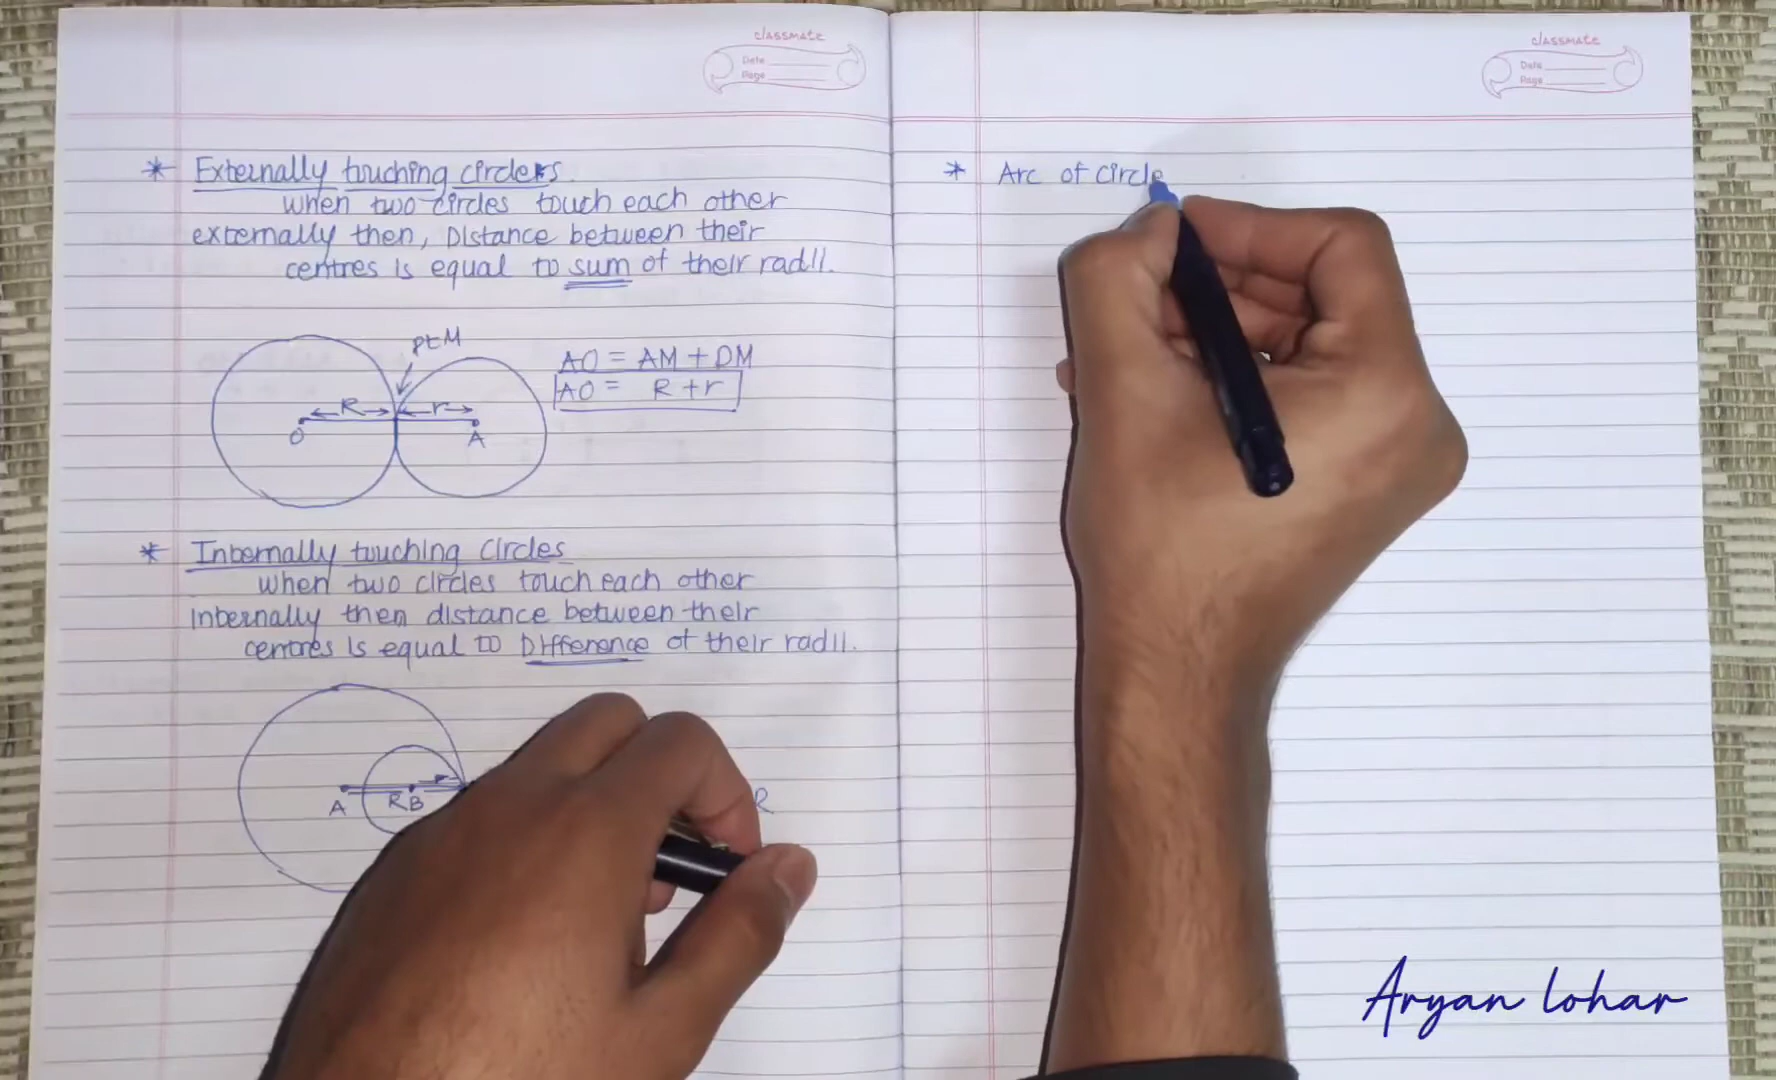 classmate
Date
Page
* Externally touching circles.
when two circles touch each other
externally then, Distance between their
centres is equal to sum of their radii.
Pt M
AO = AM + OM
AO = R + r
R
r
O
A
* Internally touching Circles
when two circles touch each other
internally then distance between their
centres is equal to Difference of their radii.
A
R
B
R
classmate
Date
Page
* Arc of circle
Aryan Lohar